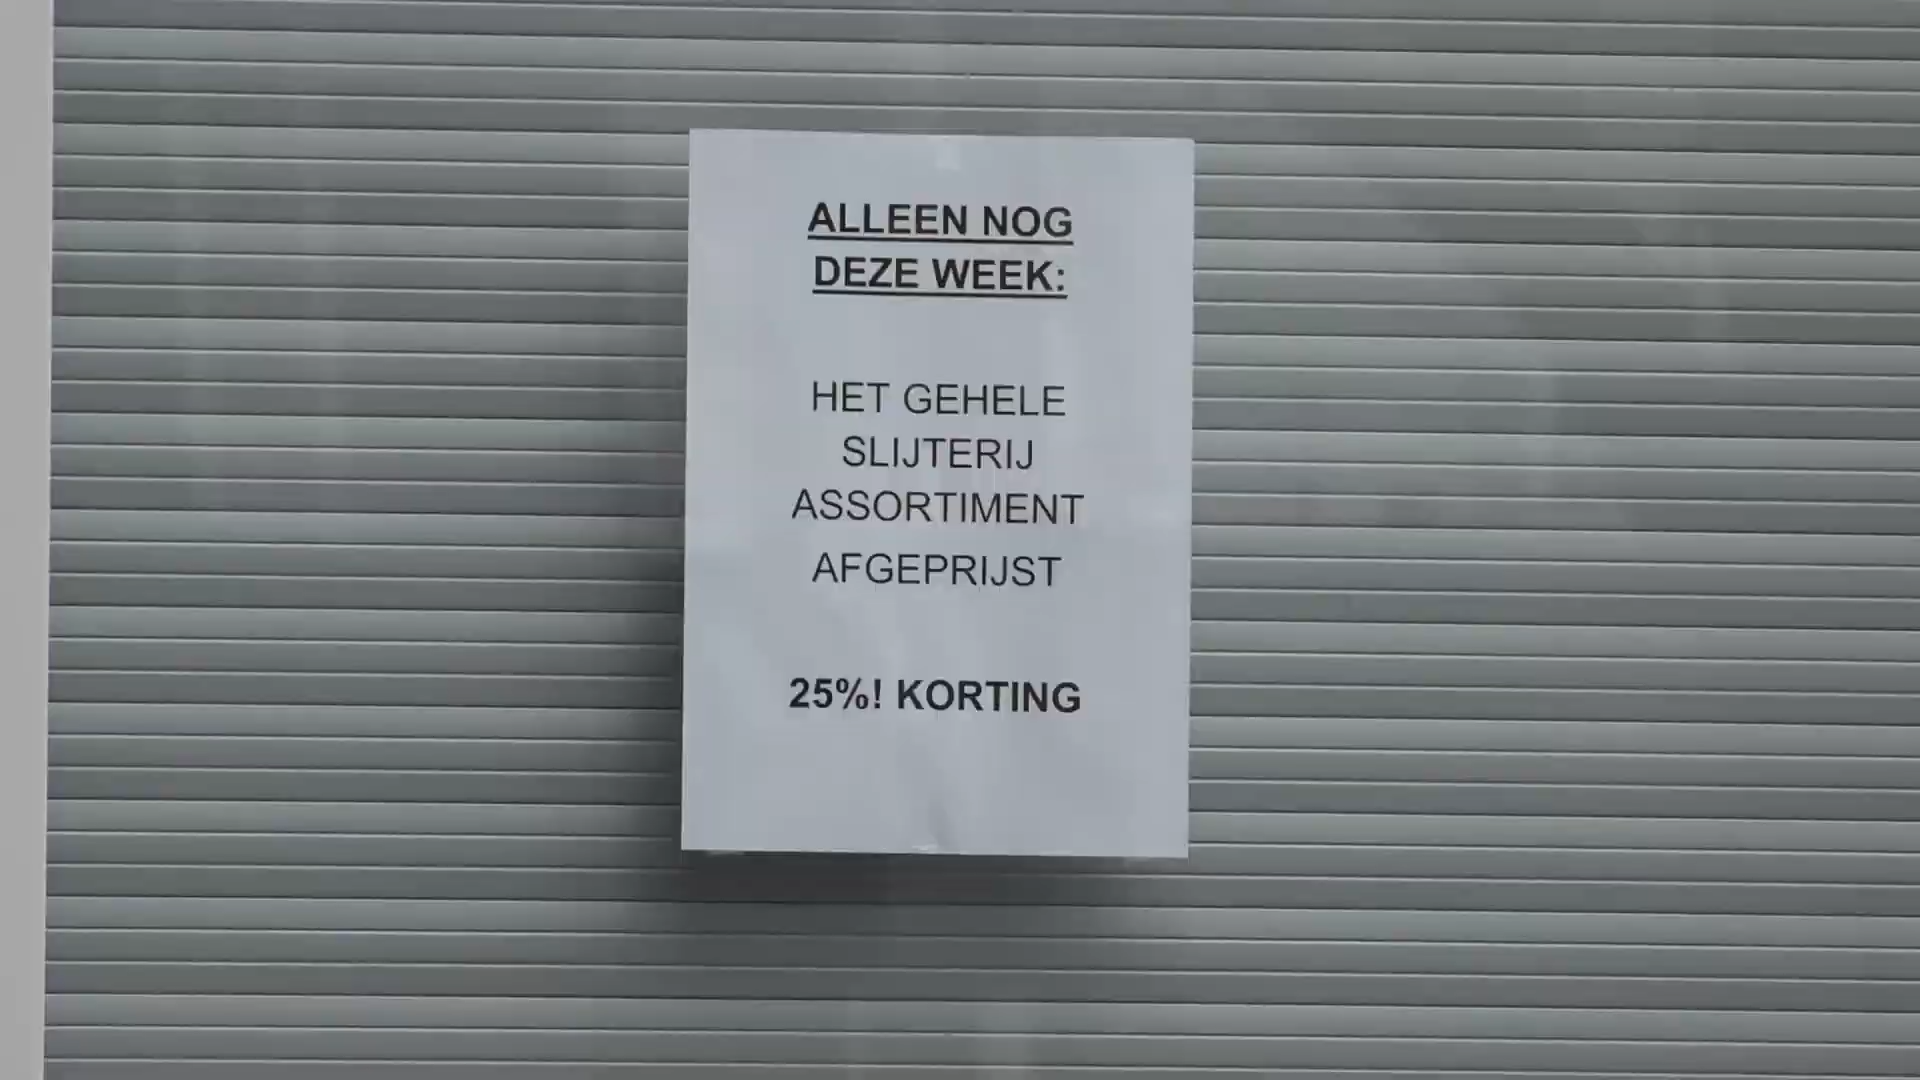 ALLEEN NOG
DEZE WEEK:
HET GEHELE
SLIJTERIJ
ASSORTIMENT
AFGEPRIJST
25%! KORTING